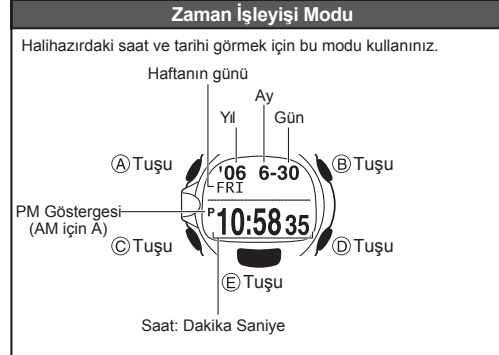 Zaman İşleyişi Modu
Halihazırdaki saat ve tarihi görmek için bu modu kullanınız.
Haftanın günü
Ay
Yıl
Gün
Ⓐ Tuşu
'06 6-30
Ⓑ Tuşu
FRI
PM Göstergesi
(AM için A)
P 10:58 35
Ⓒ Tuşu
Ⓓ Tuşu
Ⓔ Tuşu
Saat: Dakika Saniye